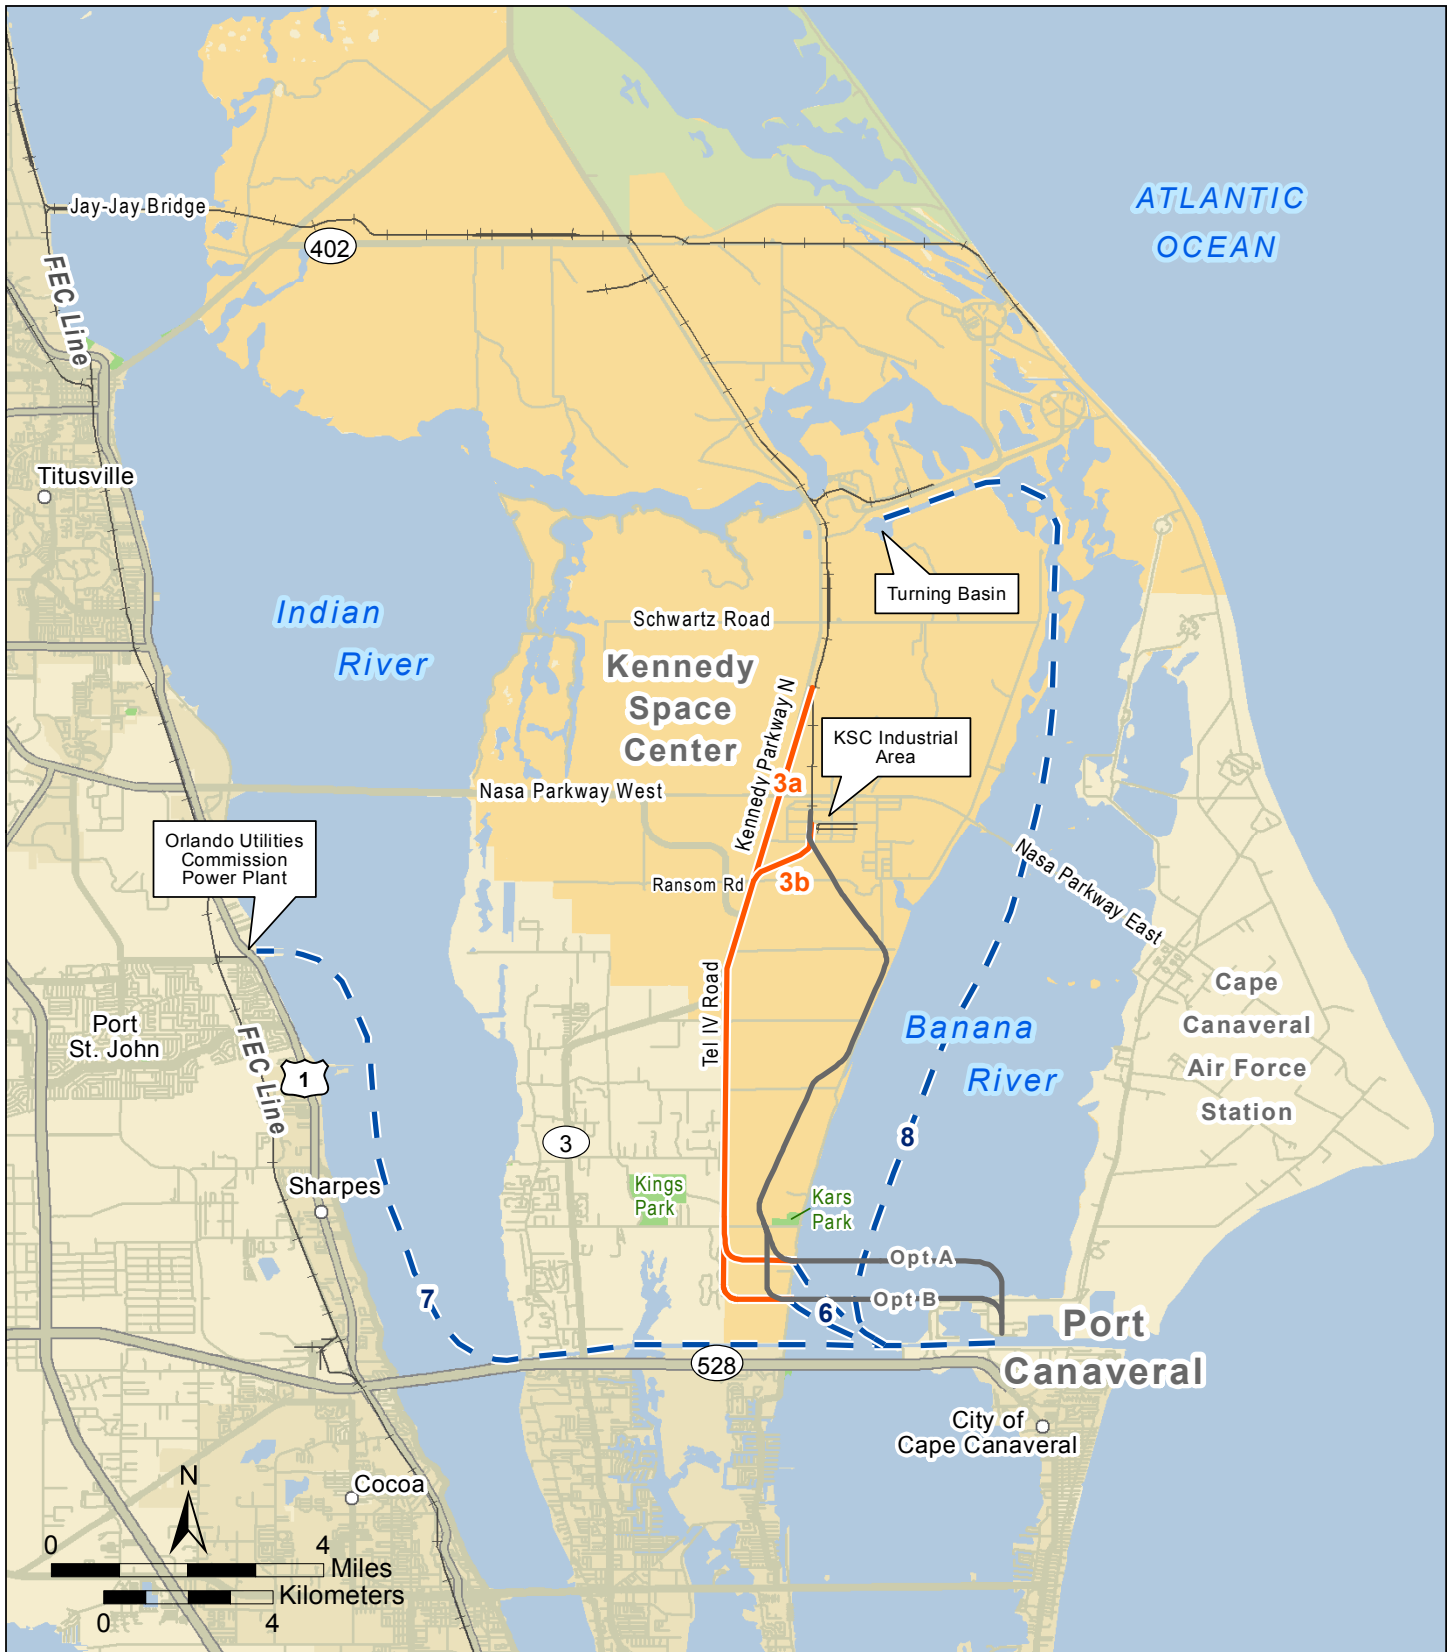 ATLANTIC
OCEAN
Jay-Jay Bridge
402
FEC Line
Titusville
Turning Basin
Indian
River
Schwartz Road
Kennedy
Space
Center
Kennedy Parkway N
KSC Industrial
Area
3a
Nasa Parkway West
Orlando Utilities
Commission
Power Plant
Ransom Rd
3b
Nasa Parkway East
Tel IV Road
Cape
Canaveral
Air Force
Station
Port
St. John
FEC Line
1
Banana
River
8
3
Sharpes
Kings
Park
Kars
Park
Opt A
Opt B
7
6
Port
Canaveral
528
City of
Cape Canaveral
Cocoa
N
0 4
Miles
Kilometers
0 4